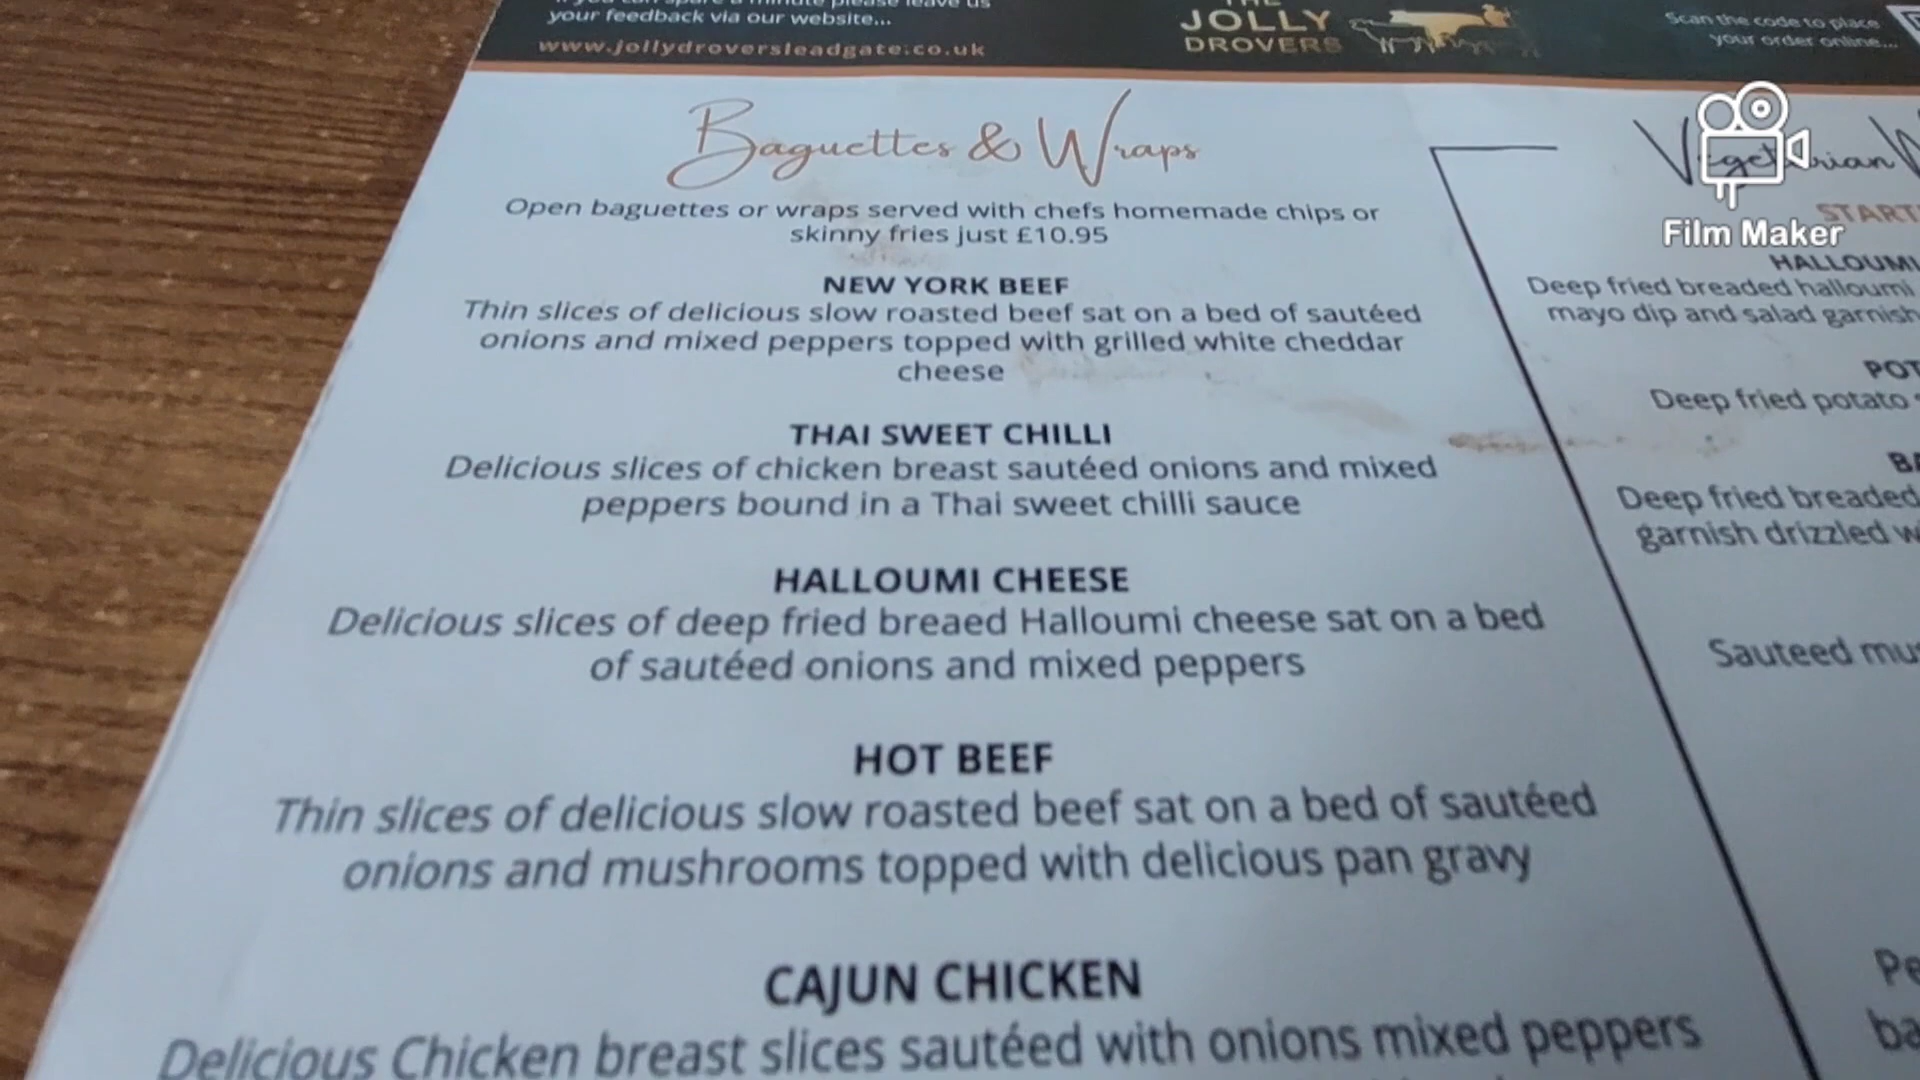 your feedback via our website...
www.jollydroversleadgate.co.uk
THE
JOLLY
DROVERS
Scan the code to place
your order online...
Baguettes & Wraps
Open baguettes or wraps served with chefs homemade chips or
skinny fries just £10.95
NEW YORK BEEF
Thin slices of delicious slow roasted beef sat on a bed of sautéed
onions and mixed peppers topped with grilled white cheddar
cheese
THAI SWEET CHILLI
Delicious slices of chicken breast sautéed onions and mixed
peppers bound in a Thai sweet chilli sauce
HALLOUMI CHEESE
Delicious slices of deep fried breaed Halloumi cheese sat on a bed
of sautéed onions and mixed peppers
HOT BEEF
Thin slices of delicious slow roasted beef sat on a bed of sautéed
onions and mushrooms topped with delicious pan gravy
CAJUN CHICKEN
Delicious Chicken breast slices sautéed with onions mixed peppers
Vegetarian
Film Maker
HALLOUMI
Deep fried breaded halloumi
mayo dip and salad garnish
Deep fried potato
Deep fried breaded
garnish drizzled
Sauteed